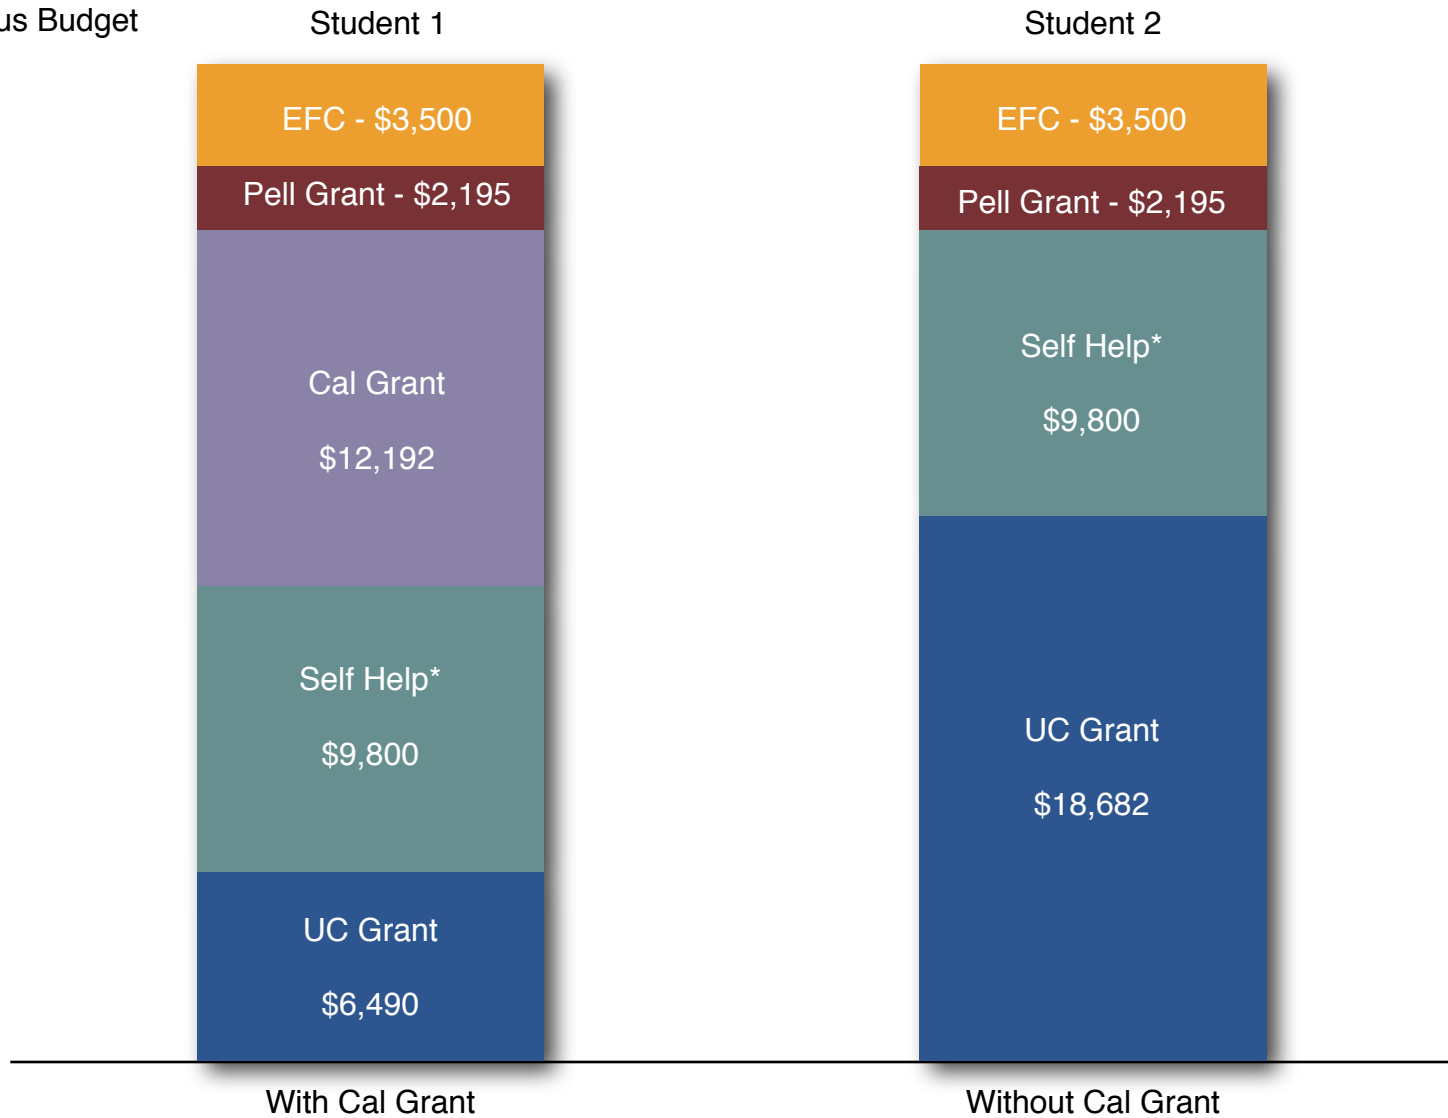 us Budget
Student 1
Student 2
EFC - $3,500
Pell Grant - $2,195
Cal Grant
$12,192
Self Help*
$9,800
UC Grant
$6,490
With Cal Grant
EFC - $3,500
Pell Grant - $2,195
Self Help*
$9,800
UC Grant
$18,682
Without Cal Grant